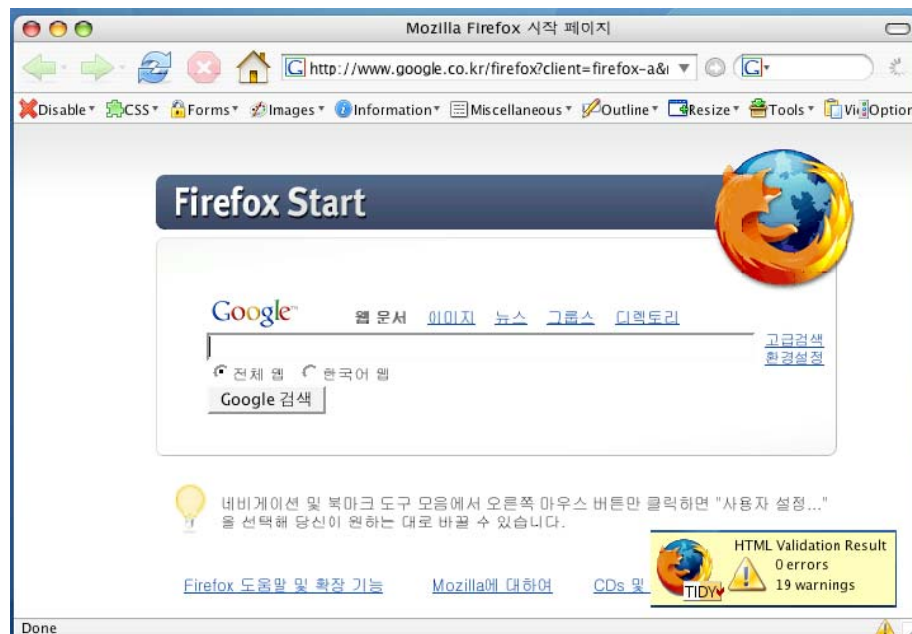 Mozilla Firefox 시작 페이지
http://www.google.co.kr/firefox?client=firefox-a&
Disable CSS Forms Images Information Miscellaneous Outline Resize Tools Option
Firefox Start
Google™ 웹 문서 이미지 뉴스 그룹스 디렉토리
고급검색
환경설정
전체 웹 한국어 웹
Google 검색
네비게이션 및 북마크 도구 모음에서 오른쪽 마우스 버튼만 클릭하면 "사용자 설정..."
을 선택해 당신이 원하는 대로 바꿀 수 있습니다.
Firefox 도움말 및 확장 기능 Mozilla에 대하여 CDs 및
HTML Validation Result
0 errors
19 warnings
TIDY
Done